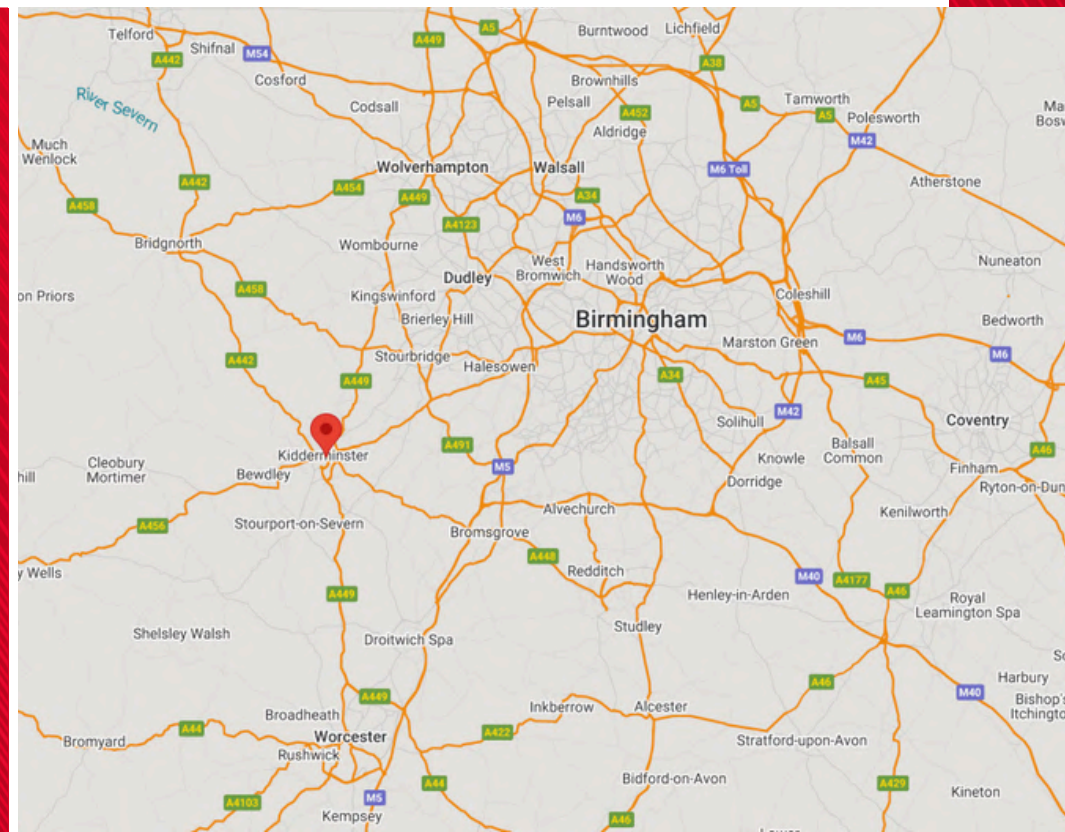 Telford
Shifnal
A442
M54
Cosford
A449
A5
Burntwood
Lichfield
A38
River Severn
Codsall
Brownhills
Pelsall
A452
Aldridge
A5
Tamworth
A5
Polesworth
M42
Much
Wenlock
A458
A442
A454
Wolverhampton
A449
Walsall
A34
M6
M6 Toll
Atherstone
A4123
Bridgnorth
Wombourne
Dudley
West
Bromwich
Handsworth
Wood
Nuneaton
on Priors
A458
Kingswinford
Brierley Hill
Birmingham
Coleshill
Bedworth
Marston Green
M6
M6
A442
A449
Stourbridge
Halesowen
A34
A45
M42
Solihull
Coventry
Kidderminster
A491
M5
Knowle
Balsall
Common
A46
Cleobury
Mortimer
Bewdley
Dorridge
Finham
hill
Ryton-on-Dun
A456
Stourport-on-Severn
Alvechurch
Kenilworth
Bromsgrove
A448
y Wells
A449
Redditch
M40
A4177
A46
Henley-in-Arden
Royal
Leamington Spa
Shelsley Walsh
Droitwich Spa
Studley
A449
A46
Harbury
M40
Bishop's
Itchingto
Broadheath
Inkberrow
Alcester
A44
Bromyard
Worcester
Rushwick
A422
Stratford-upon-Avon
A44
Bidford-on-Avon
A429
Kineton
A4103
M5
Kempsey
A46